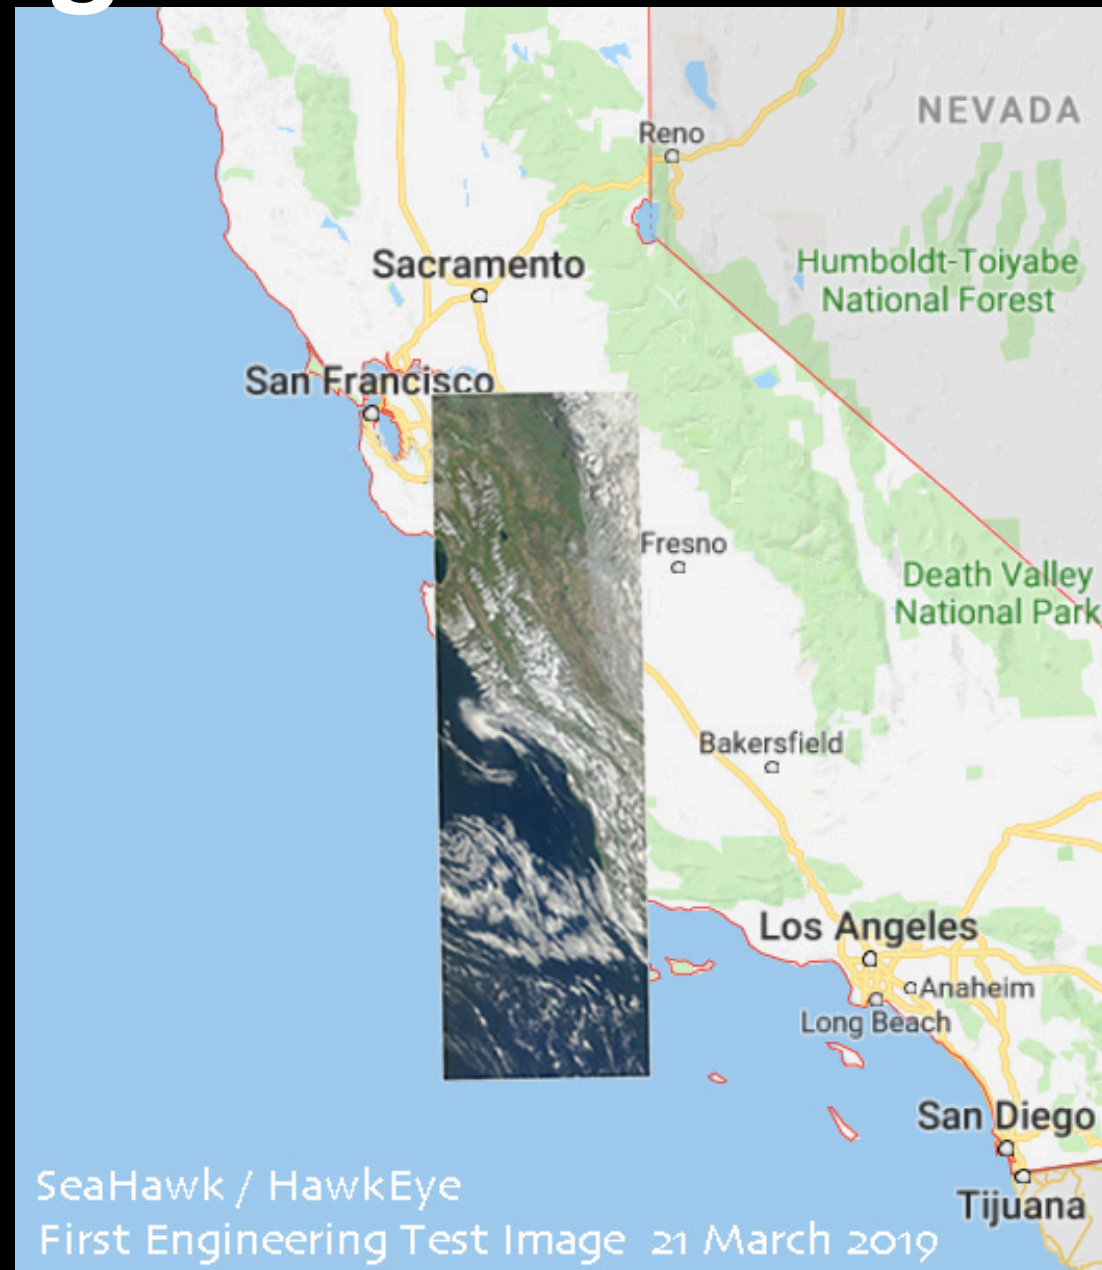 NEVADA
Reno
Humboldt-Toiyabe
National Forest
Sacramento
San Francisco
Fresno
Death Valley
National Park
Bakersfield
Los Angeles
Anaheim
Long Beach
San Diego
Tijuana
SeaHawk / HawkEye
First Engineering Test Image 21 March 2019